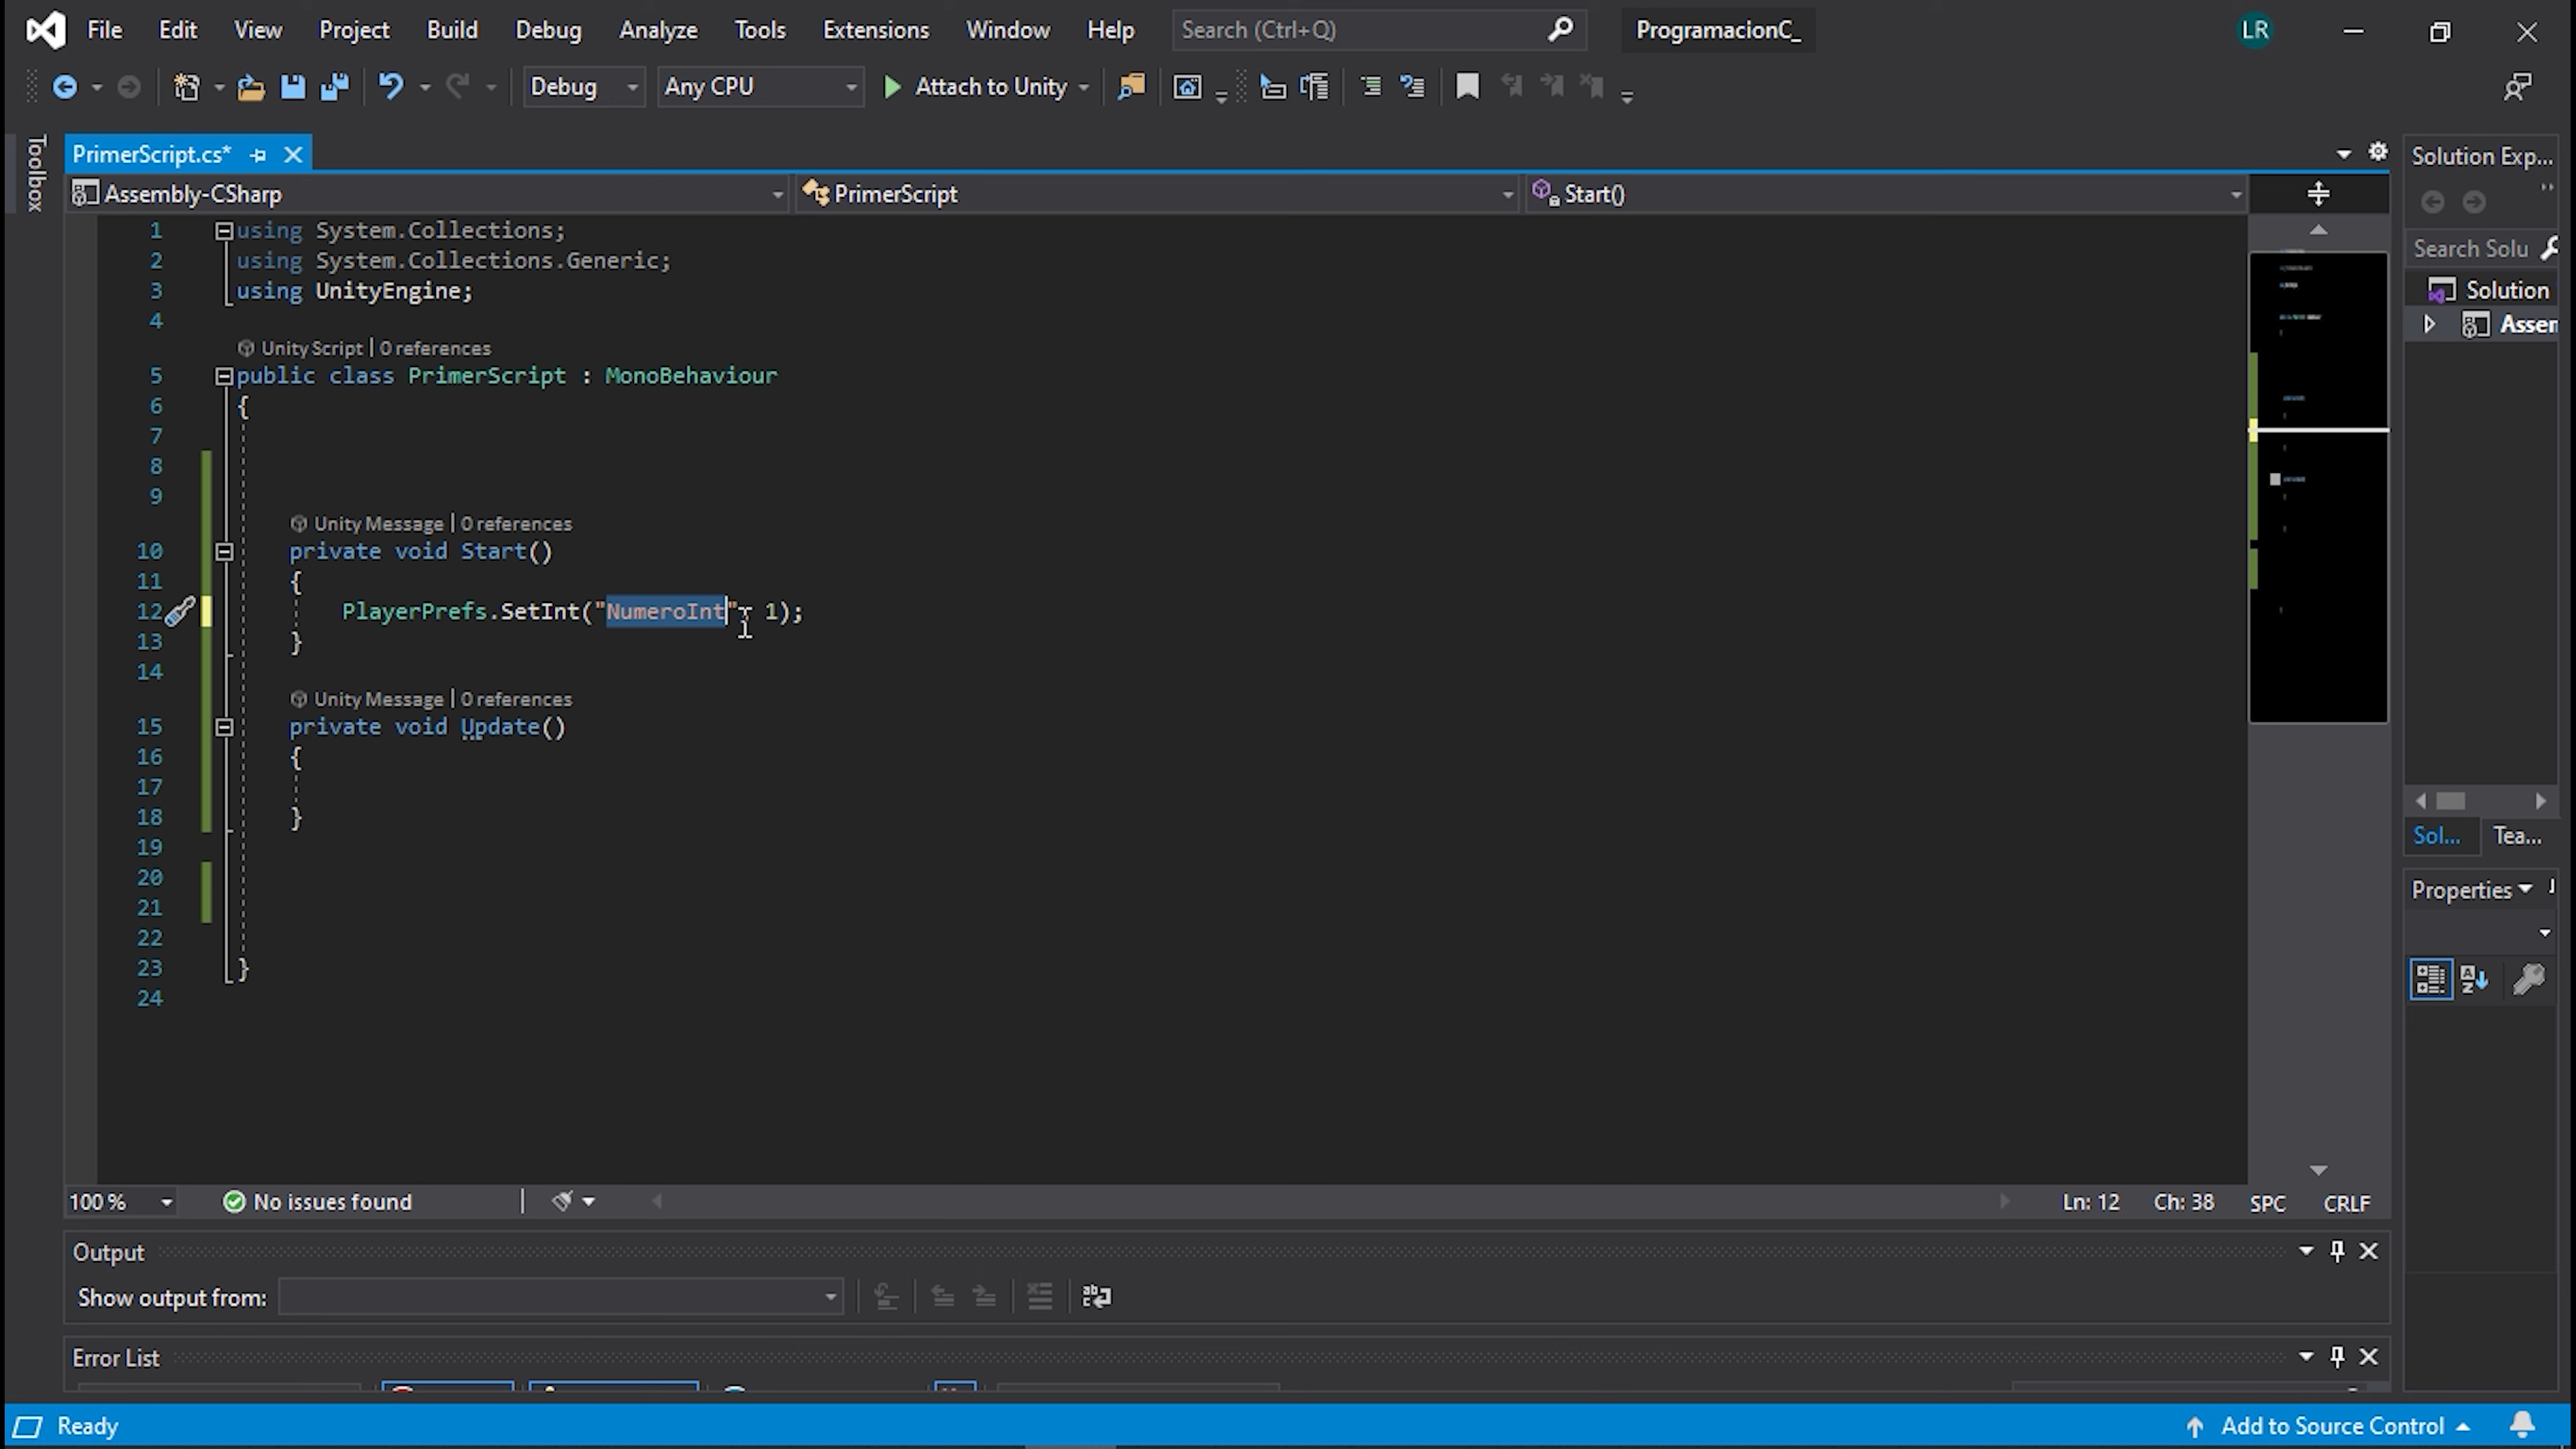 File Edit View Project Build Debug Analyze Tools Extensions Window Help Search (Ctrl+Q) ProgramacionC_ LR
Debug Any CPU Attach to Unity
Toolbox
PrimerScript.cs*
Solution Exp...
Assembly-CSharp PrimerScript Start()
Search Solu
Solution
Assen
1 using System.Collections;
2 using System.Collections.Generic;
3 using UnityEngine;
4
Unity Script | 0 references
5 public class PrimerScript : MonoBehaviour
6 {
7
8
9
Unity Message | 0 references
10 private void Start()
11 {
12 PlayerPrefs.SetInt("NumeroInt", 1);
13 }
14
Unity Message | 0 references
15 private void Update()
16 {
17
18 }
19
20
21
22
23 }
24
Sol... Tea...
Properties
100 % No issues found Ln: 12 Ch: 38 SPC CRLF
Output
Show output from:
Error List
Ready Add to Source Control